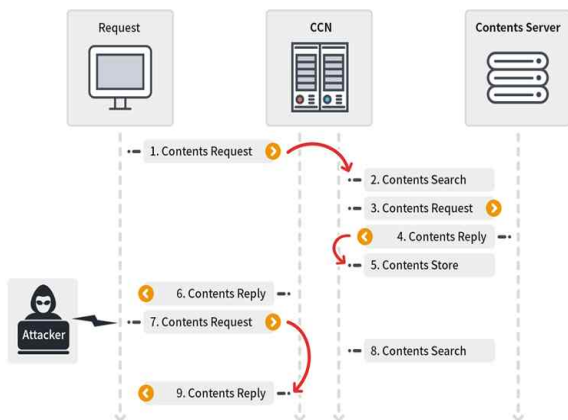 Request
CCN
Contents Server
1. Contents Request
2. Contents Search
3. Contents Request
4. Contents Reply
5. Contents Store
6. Contents Reply
Attacker
7. Contents Request
8. Contents Search
9. Contents Reply